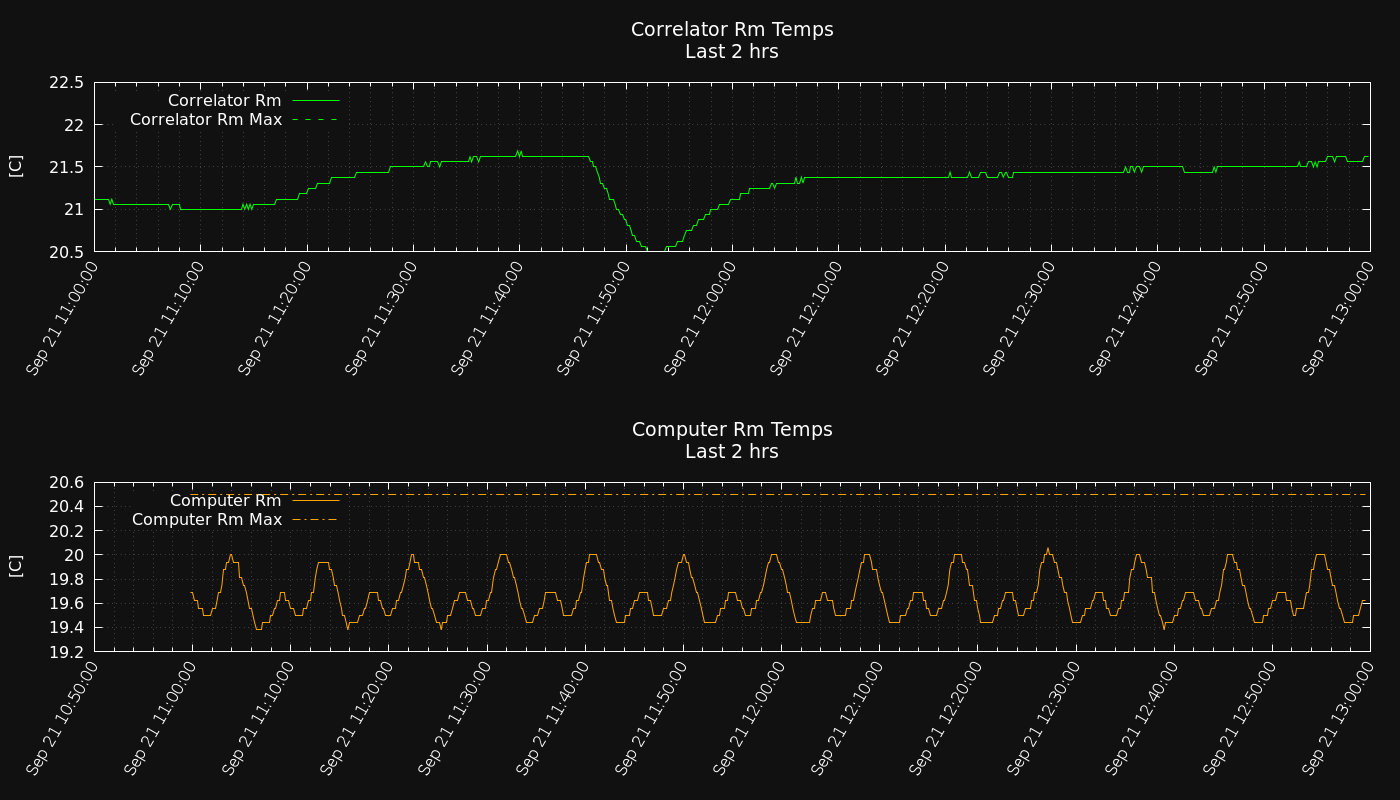 Correlator Rm Temps
Last 2 hrs
[C]
22.5
22
21.5
21
20.5
Correlator Rm
Correlator Rm Max
Sep 21 11:00:00
Sep 21 11:10:00
Sep 21 11:20:00
Sep 21 11:30:00
Sep 21 11:40:00
Sep 21 11:50:00
Sep 21 12:00:00
Sep 21 12:10:00
Sep 21 12:20:00
Sep 21 12:30:00
Sep 21 12:40:00
Sep 21 12:50:00
Sep 21 13:00:00
Computer Rm Temps
Last 2 hrs
[C]
20.6
20.4
20.2
20
19.8
19.6
19.4
19.2
Computer Rm
Computer Rm Max
Sep 21 10:50:00
Sep 21 11:00:00
Sep 21 11:10:00
Sep 21 11:20:00
Sep 21 11:30:00
Sep 21 11:40:00
Sep 21 11:50:00
Sep 21 12:00:00
Sep 21 12:10:00
Sep 21 12:20:00
Sep 21 12:30:00
Sep 21 12:40:00
Sep 21 12:50:00
Sep 21 13:00:00